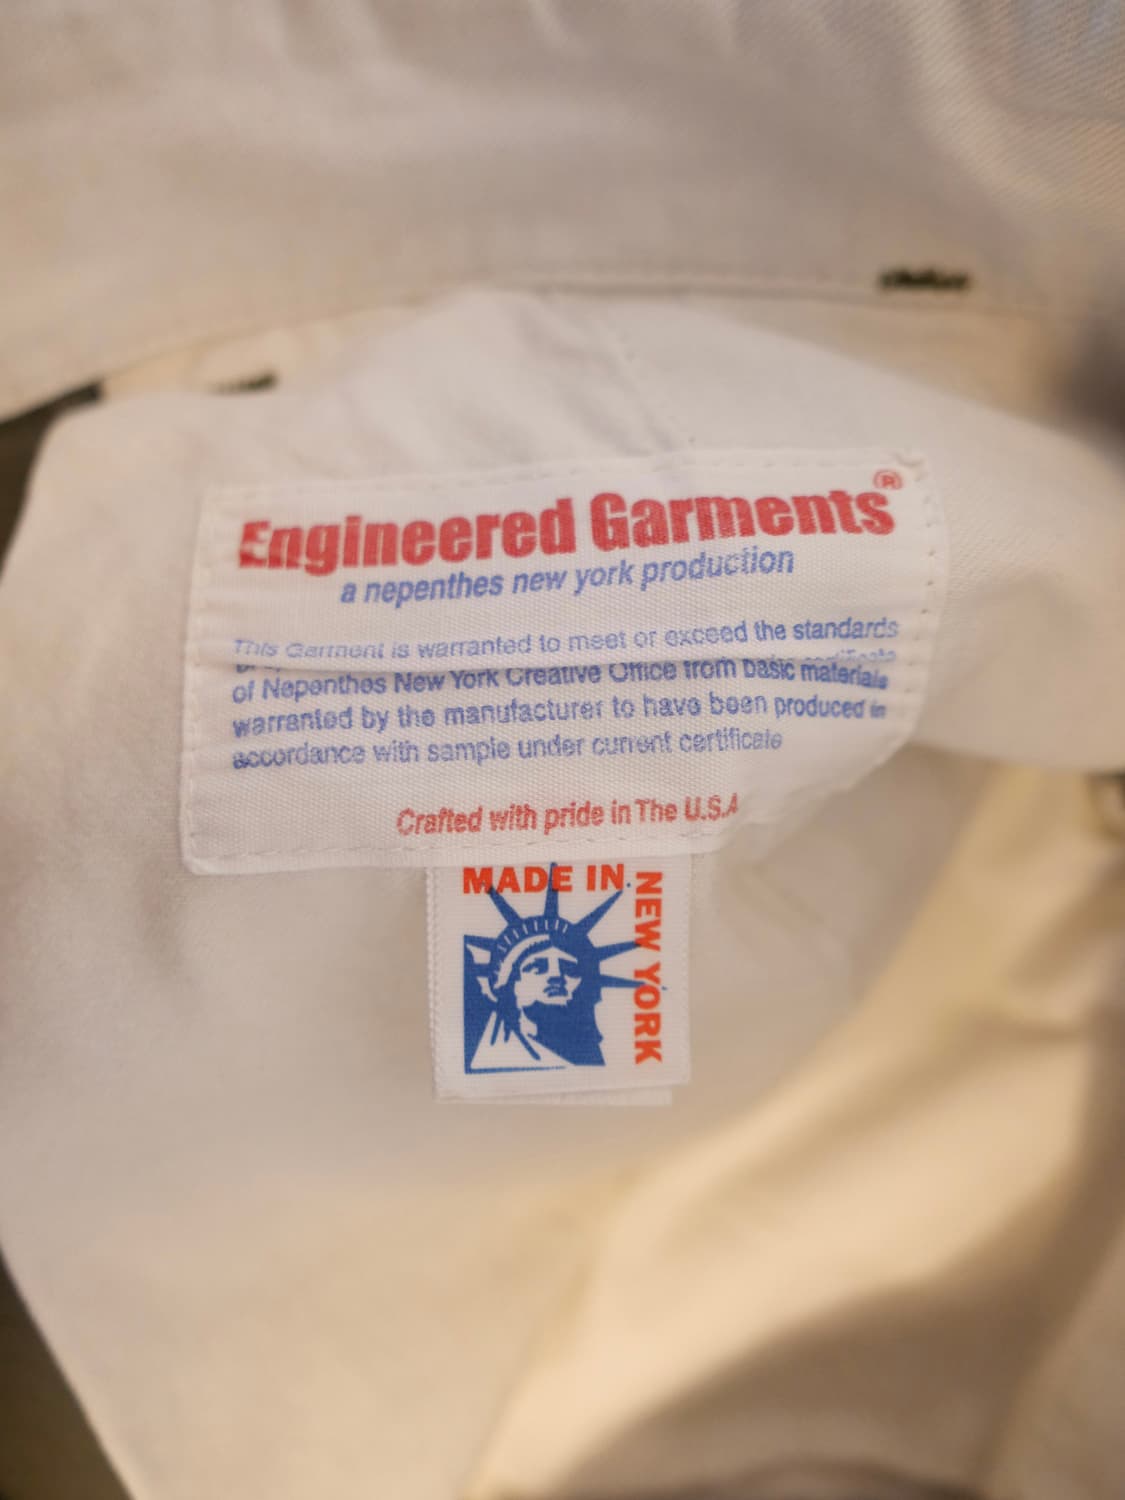 Engineered Garments®
a nepenthes new york production
This Garment is warranted to meet or exceed the standards
of Nepenthes New York Creative Office from basic materials
warranted by the manufacturer to have been produced in
accordance with sample under current certificate
Crafted with pride in The U.S.A
MADE IN
NEW YORK